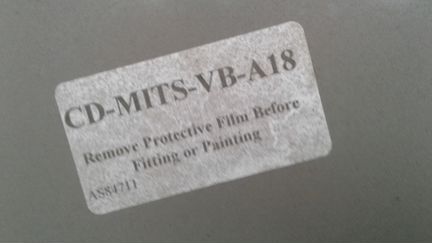 CD-MITS-VB-A18
Remove Protective Film Before
Fitting or Painting
AS84711